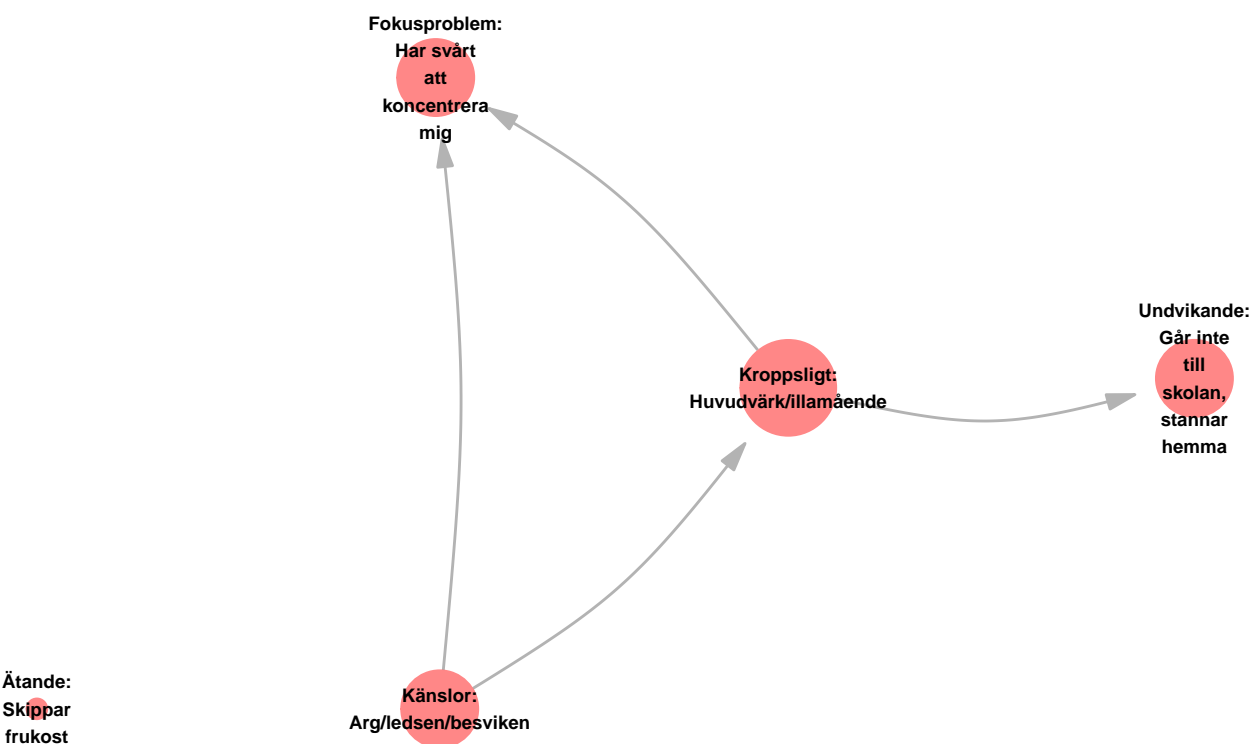 Fokusproblem:
Har svårt
att
koncentrera
mig
Undvikande:
Går inte
till
skolan,
stannar
hemma
Kroppsligt:
Huvudvärk/illamående
Ätande:
Skippar
frukost
Känslor:
Arg/ledsen/besviken